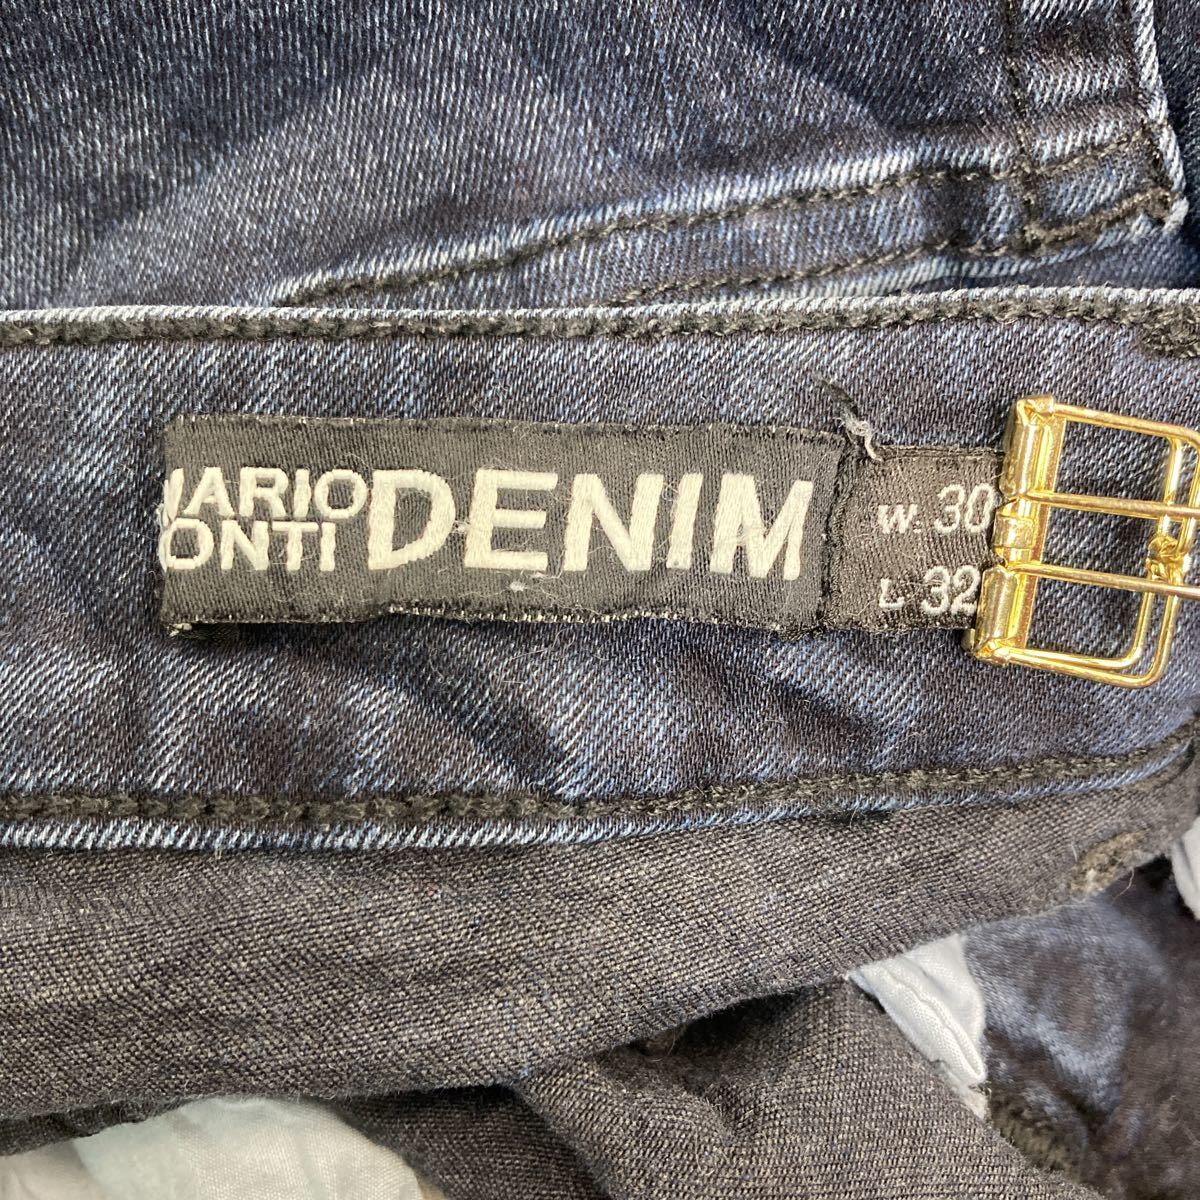 MARIO
CONTI DENIM
W: 30
L: 32